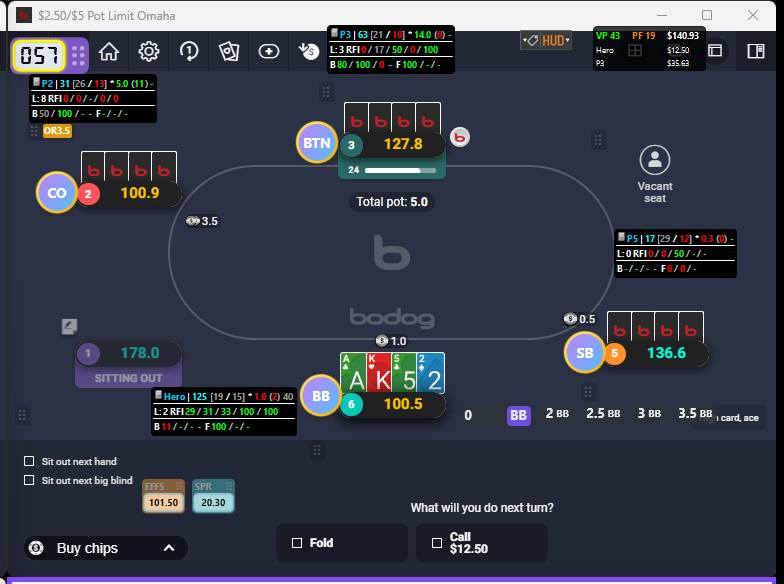 $2.50/$5 Pot Limit Omaha
057
P3 | 63 [21 / 10] * 14.0 (0) -
L: 3 RFI 0 / 17 / 50 / 0 / 100
B 80 / 100 / 0 - F 100 / - / -
HUD
VP 43 PF 19 $140.93
Hero $12.50
P3 $35.63
P2 | 31 [26 / 13] * 5.0 (11) -
L: 8 RFI 0 / 0 / - / 0 / 0
B 50 / 100 / - - F - / - / -
OR3.5
BTN
3
127.8
24
b
CO
2
100.9
Vacant
seat
Total pot: 5.0
3.5
b
bodog
P5 | 17 [29 / 12] * 0.3 (0) -
L: 0 RFI 0 / 0 / 50 / - / -
B - / - / - - F 0 / - / -
0.5
1.0
1
178.0
SITTING OUT
SB
5
136.6
A K 5 2
A K 5 2
Hero | 125 [19 / 15] * 1.0 (2) 40
L: 2 RFI 29 / 31 / 33 / 100 / 100
B 11 / - / - - F 100 / - / -
BB
6
100.5
0 BB 2 BB 2.5 BB 3 BB 3.5 BB
card, ace
Sit out next hand
Sit out next big blind
EFFS
101.50
SPR
20.30
What will you do next turn?
Buy chips
Fold
Call
$12.50